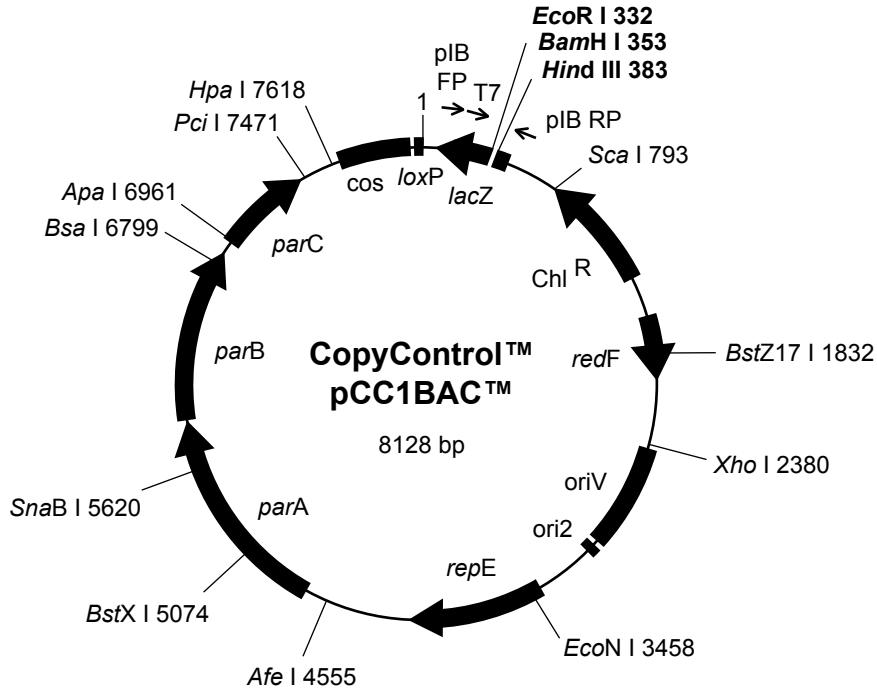 EcoR I 332
BamH I 353
HindIII 383
pIB
FP
T7
1
pIB RP
Hpa I 7618
Pci I 7471
Sca I 793
cos
loxP
lacZ
Apa I 6961
Bsa I 6799
parC
Chl R
parB
CopyControl™
pCC1BAC™
8128 bp
redF
BstZ17 I 1832
Xho I 2380
SnaB I 5620
parA
oriV
ori2
repE
BstX I 5074
Afe I 4555
EcoN I 3458